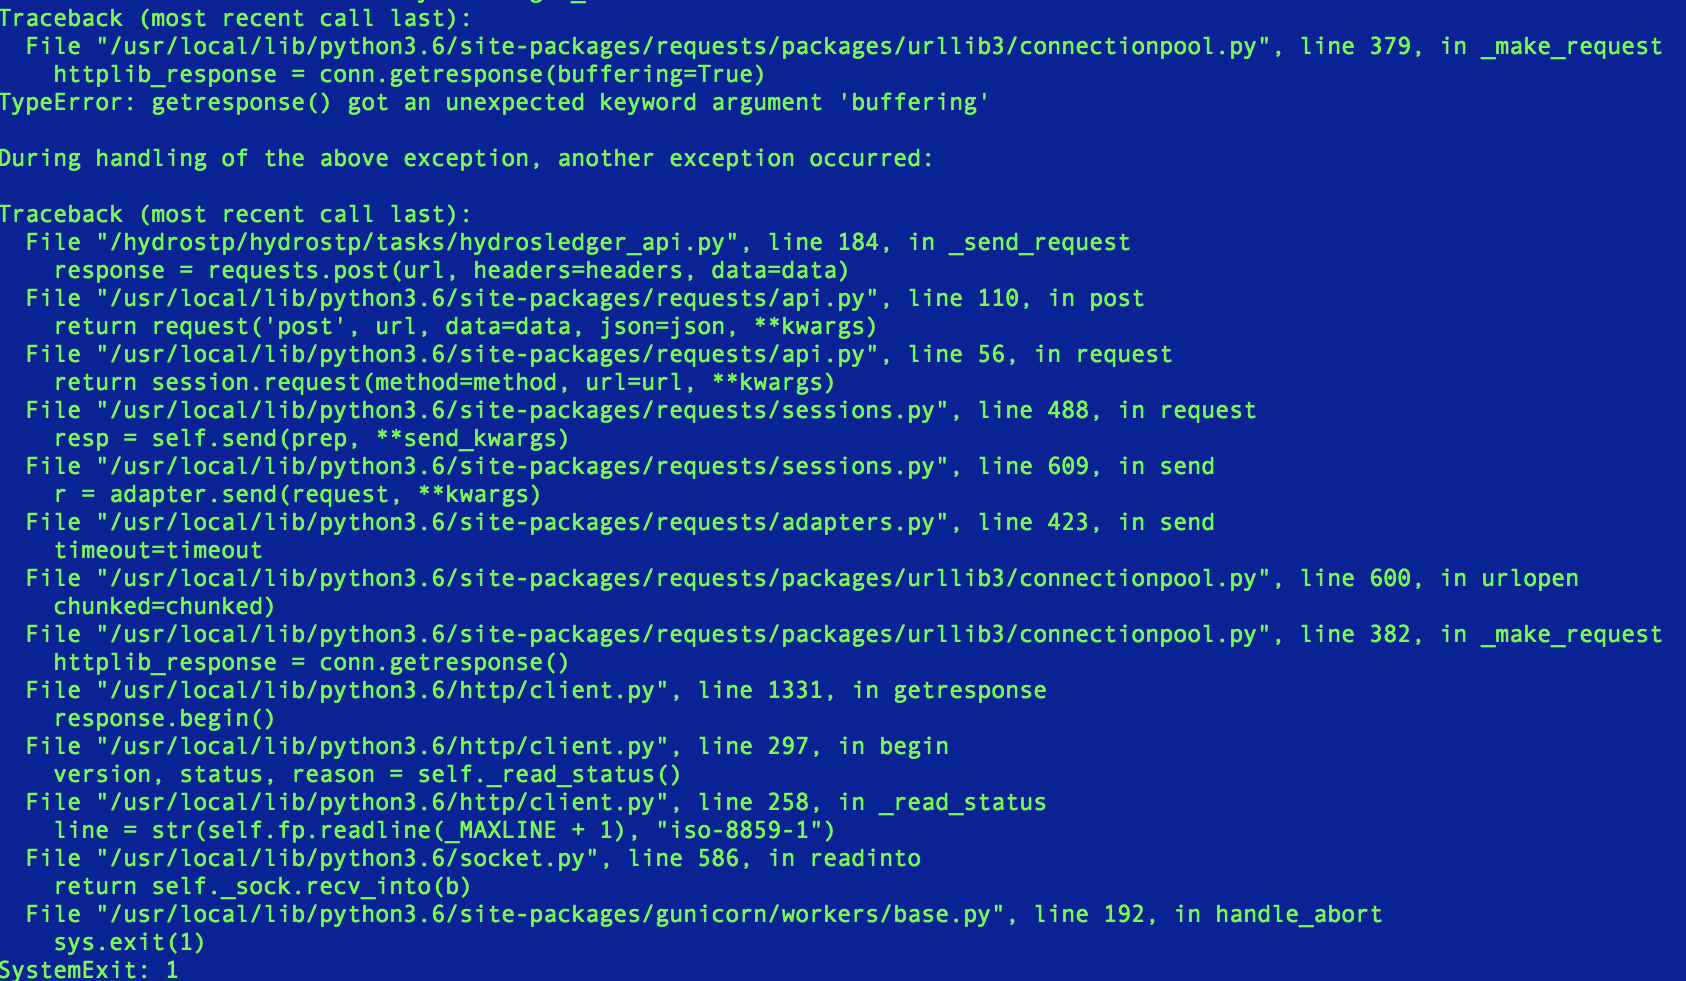 Traceback (most recent call last):
  File "/usr/local/lib/python3.6/site-packages/requests/packages/urllib3/connectionpool.py", line 379, in _make_request
    httplib_response = conn.getresponse(buffering=True)
TypeError: getresponse() got an unexpected keyword argument 'buffering'

During handling of the above exception, another exception occurred:

Traceback (most recent call last):
  File "/hydrostp/hydrostp/tasks/hydrosledger_api.py", line 184, in _send_request
    response = requests.post(url, headers=headers, data=data)
  File "/usr/local/lib/python3.6/site-packages/requests/api.py", line 110, in post
    return request('post', url, data=data, json=json, **kwargs)
  File "/usr/local/lib/python3.6/site-packages/requests/api.py", line 56, in request
    return session.request(method=method, url=url, **kwargs)
  File "/usr/local/lib/python3.6/site-packages/requests/sessions.py", line 488, in request
    resp = self.send(prep, **send_kwargs)
  File "/usr/local/lib/python3.6/site-packages/requests/sessions.py", line 609, in send
    r = adapter.send(request, **kwargs)
  File "/usr/local/lib/python3.6/site-packages/requests/adapters.py", line 423, in send
    timeout=timeout
  File "/usr/local/lib/python3.6/site-packages/requests/packages/urllib3/connectionpool.py", line 600, in urlopen
    chunked=chunked)
  File "/usr/local/lib/python3.6/site-packages/requests/packages/urllib3/connectionpool.py", line 382, in _make_request
    httplib_response = conn.getresponse()
  File "/usr/local/lib/python3.6/http/client.py", line 1331, in getresponse
    response.begin()
  File "/usr/local/lib/python3.6/http/client.py", line 297, in begin
    version, status, reason = self._read_status()
  File "/usr/local/lib/python3.6/http/client.py", line 258, in _read_status
    line = str(self.fp.readline(_MAXLINE + 1), "iso-8859-1")
  File "/usr/local/lib/python3.6/socket.py", line 586, in readinto
    return self._sock.recv_into(b)
  File "/usr/local/lib/python3.6/site-packages/gunicorn/workers/base.py", line 192, in handle_abort
    sys.exit(1)
SystemExit: 1